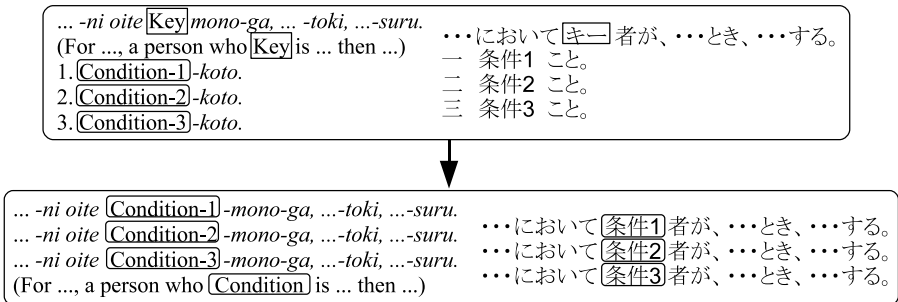 ... -ni oite Key mono-ga, ... -toki, ...-suru.
(For ..., a person who Key is ... then ...)
1. Condition-1 -koto.
2. Condition-2 -koto.
3. Condition-3 -koto.
・・・において キー 者が、・・・とき、・・・する。
一 条件1 こと。
二 条件2 こと。
三 条件3 こと。
... -ni oite Condition-1 -mono-ga, ...-toki, ...-suru.
... -ni oite Condition-2 -mono-ga, ...-toki, ...-suru.
... -ni oite Condition-3 -mono-ga, ...-toki, ...-suru.
(For ..., a person who Condition is ... then ...)
・・・において 条件1 者が、・・・とき、・・・する。
・・・において 条件2 者が、・・・とき、・・・する。
・・・において 条件3 者が、・・・とき、・・・する。